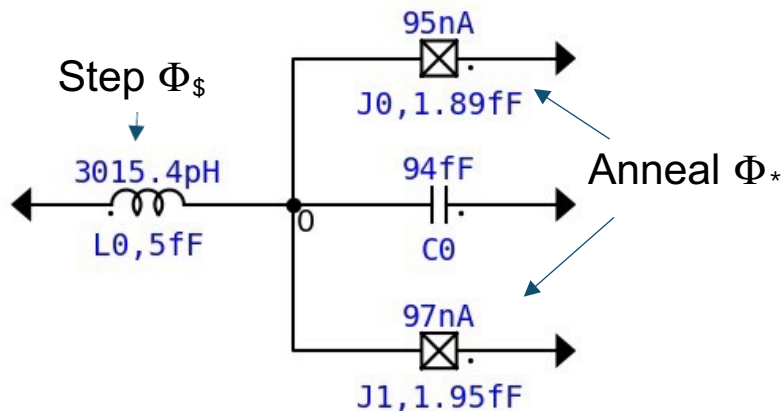 95nA
Step Φ$
J0,1.89fF
3015.4pH
94fF
Anneal Φ*
0
L0,5fF
C0
97nA
J1,1.95fF